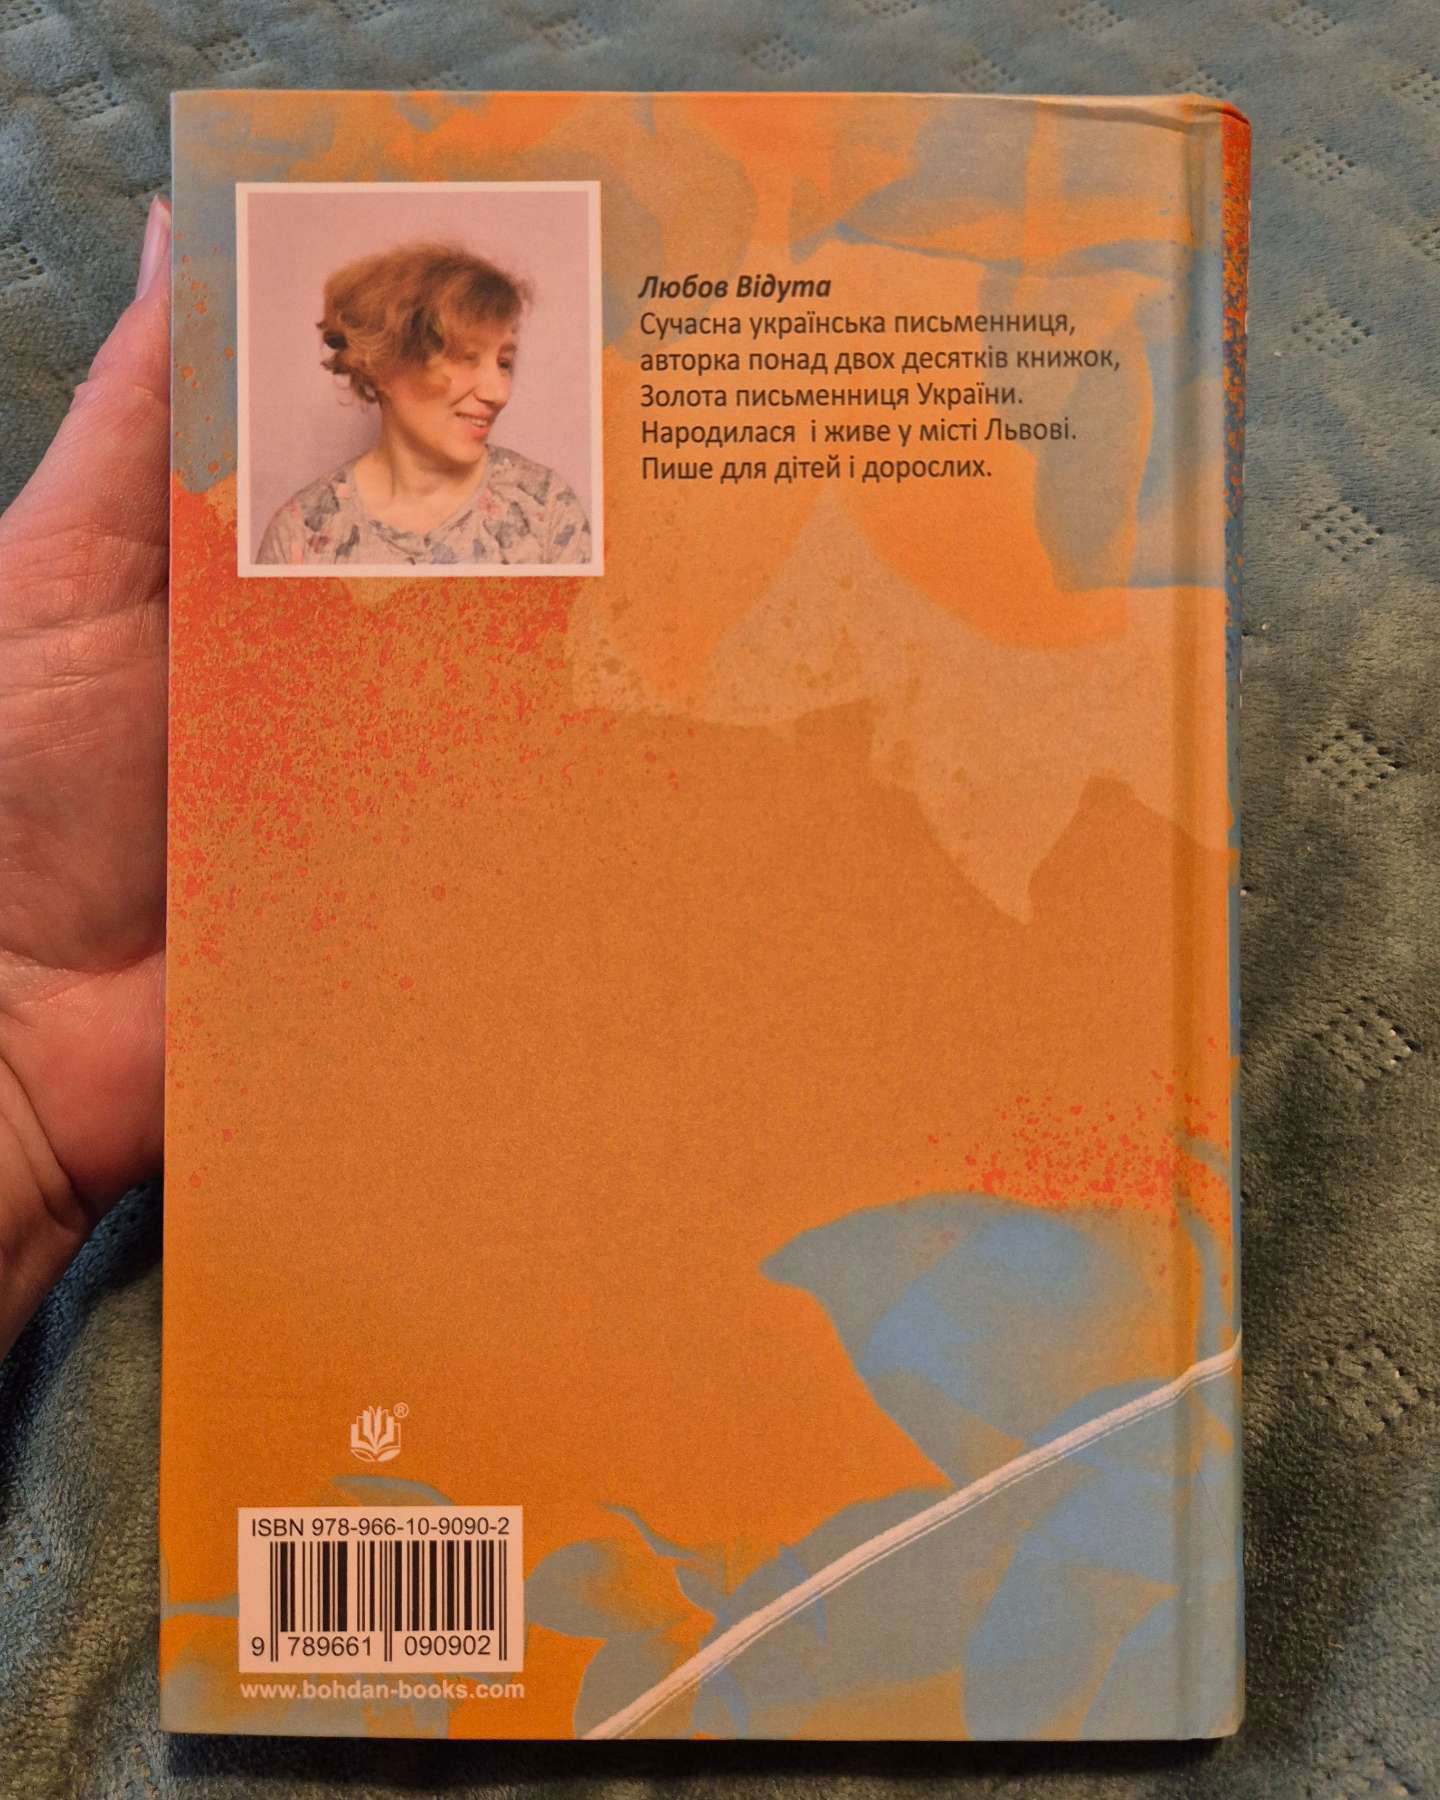 Любов Відута
Сучасна українська письменниця,
авторка понад двох десятків книжок,
Золота письменниця України.
Народилася і живе у місті Львові.
Пише для дітей і дорослих.
®
ISBN 978-966-10-9090-2
9 789661 090902
www.bohdan-books.com